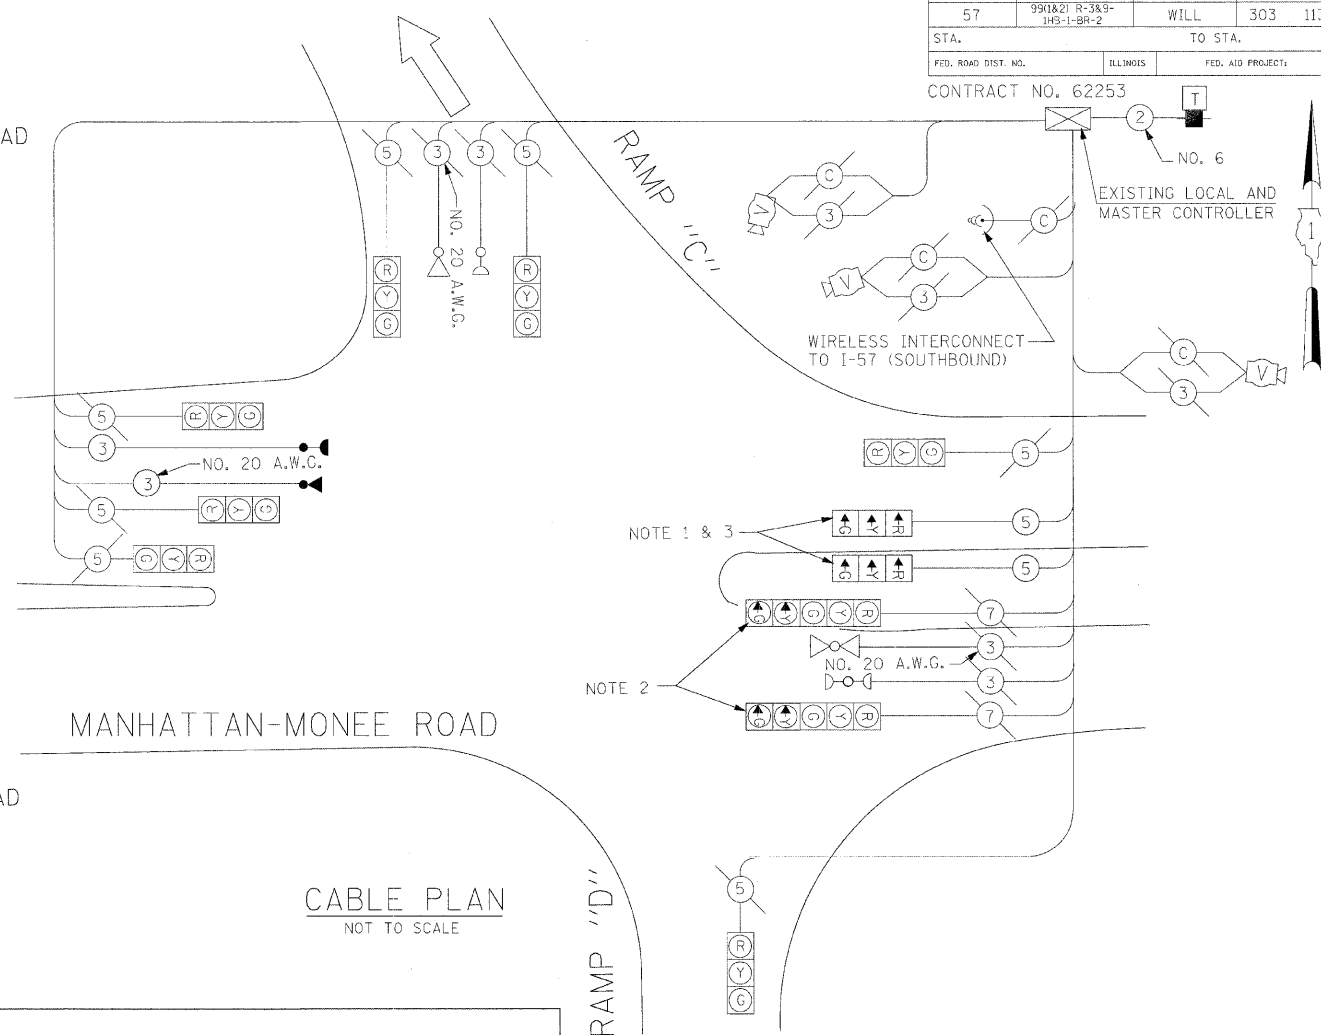 57 99(1&2) R-3&9- WILL 303
1HB-1-BR-2
STA. TO STA.
FED. ROAD DIST. NO. ILLINOIS FED. AID PROJECT:
CONTRACT NO. 62253
T
2
NO. 6
AD
5 3 3 5
RAMP "C"
C
V
3
EXISTING LOCAL AND
MASTER CONTROLLER
1
C
NO. 20 A.W.G.
R Y G
R Y G
C
V
3
WIRELESS INTERCONNECT
TO I-57 (SOUTHBOUND)
C
V
3
5 R Y G
3
NO. 20 A.W.G.
3
5 R Y G
5 G Y R
R Y G 5
NOTE 1 & 3
G Y R 5
G Y R 5
G Y G Y R 7
3
NO. 20 A.W.G.
3
NOTE 2
G Y G Y R 7
MANHATTAN-MONEE ROAD
AD
CABLE PLAN
NOT TO SCALE
RAMP "D"
5
R
Y
G